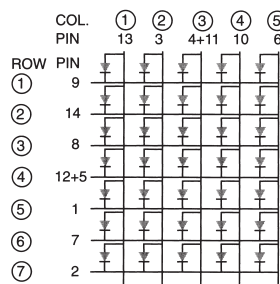 COL. ① ② ③ ④ ⑤
PIN 13 3 4+11 10 6
ROW PIN
① 9
② 14
③ 8
④ 12+5
⑤ 1
⑥ 7
⑦ 2